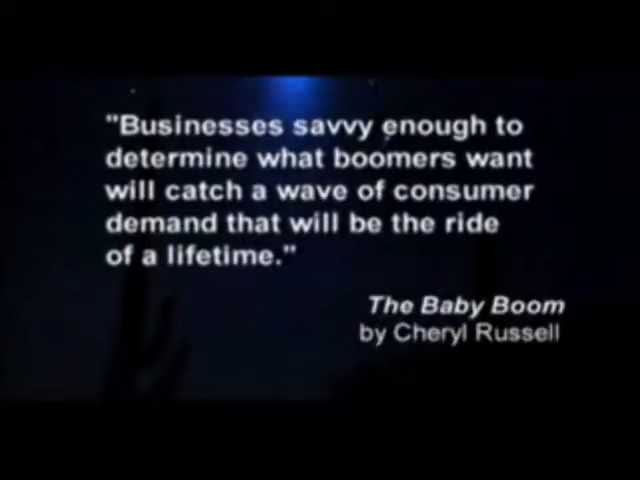 "Businesses savvy enough to
determine what boomers want
will catch a wave of consumer
demand that will be the ride
of a lifetime."
The Baby Boom
by Cheryl Russell